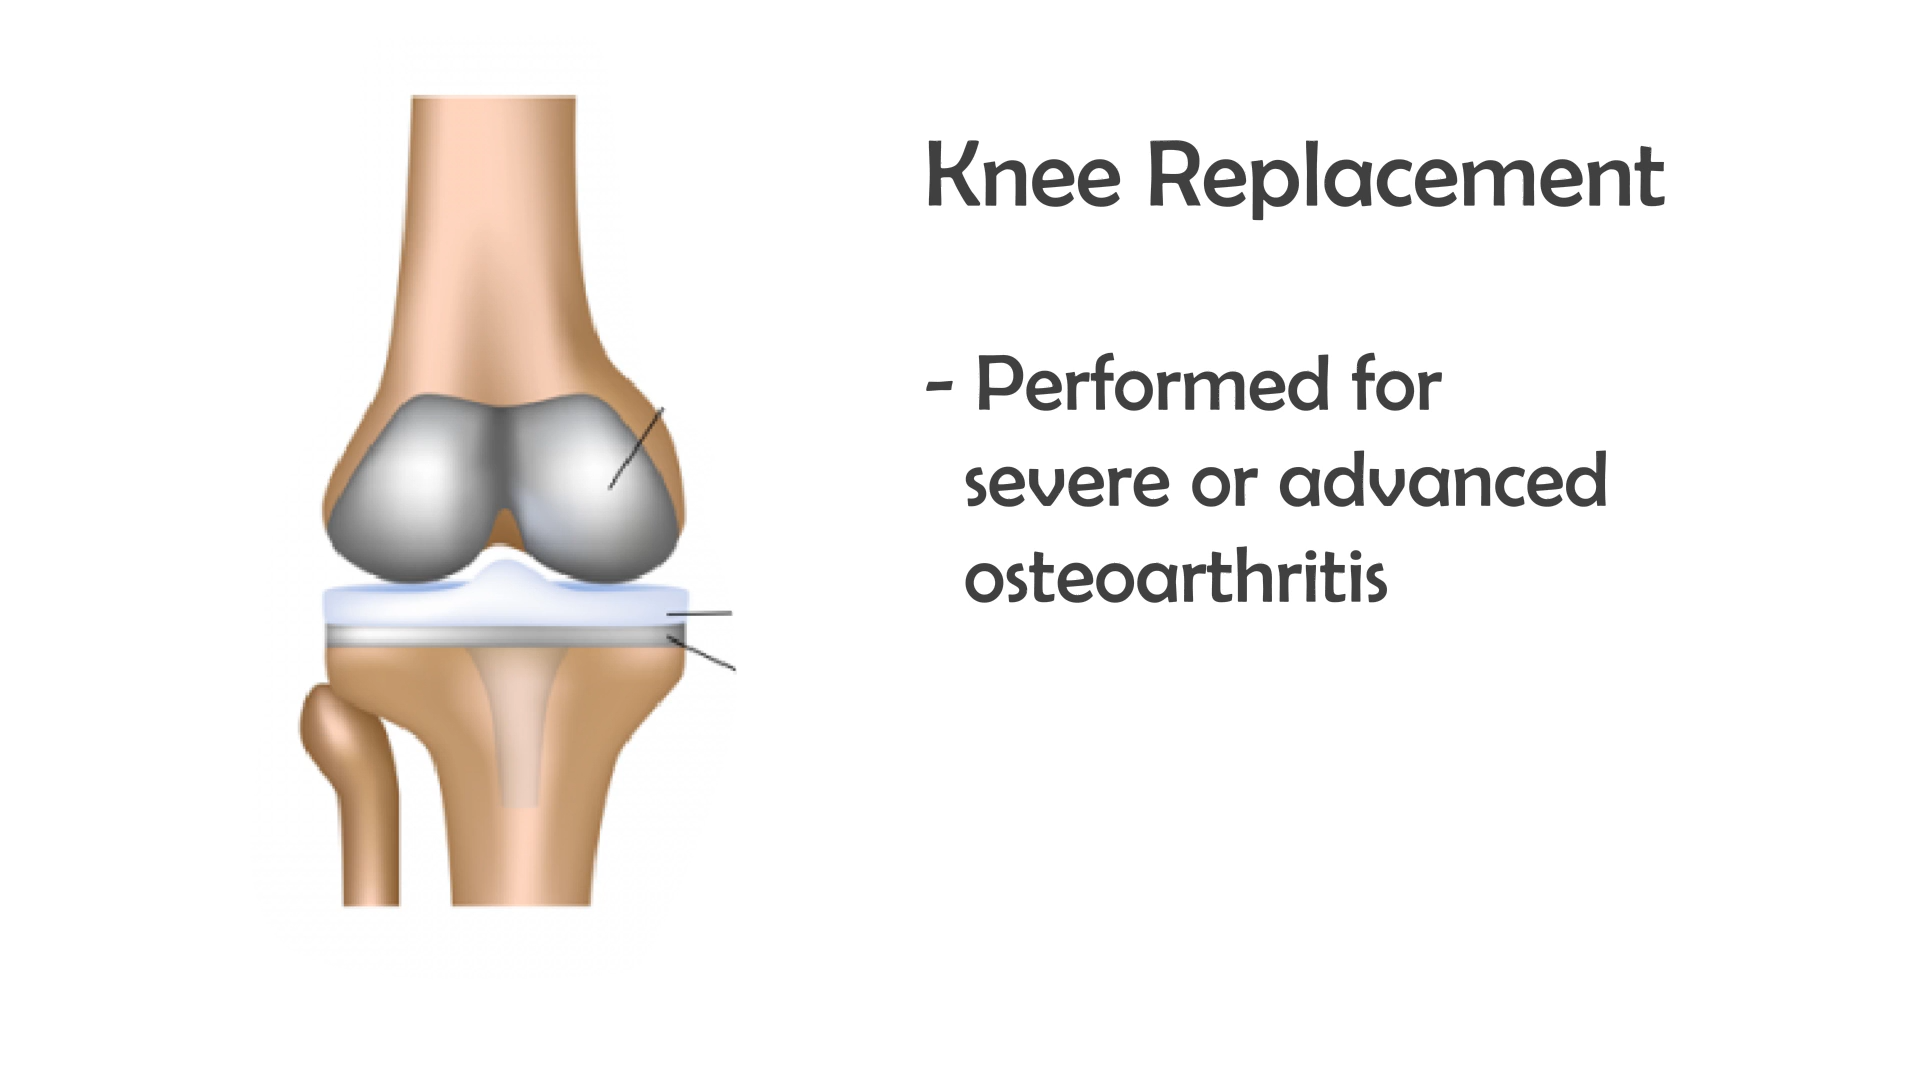 Knee Replacement
- Performed for
severe or advanced
osteoarthritis